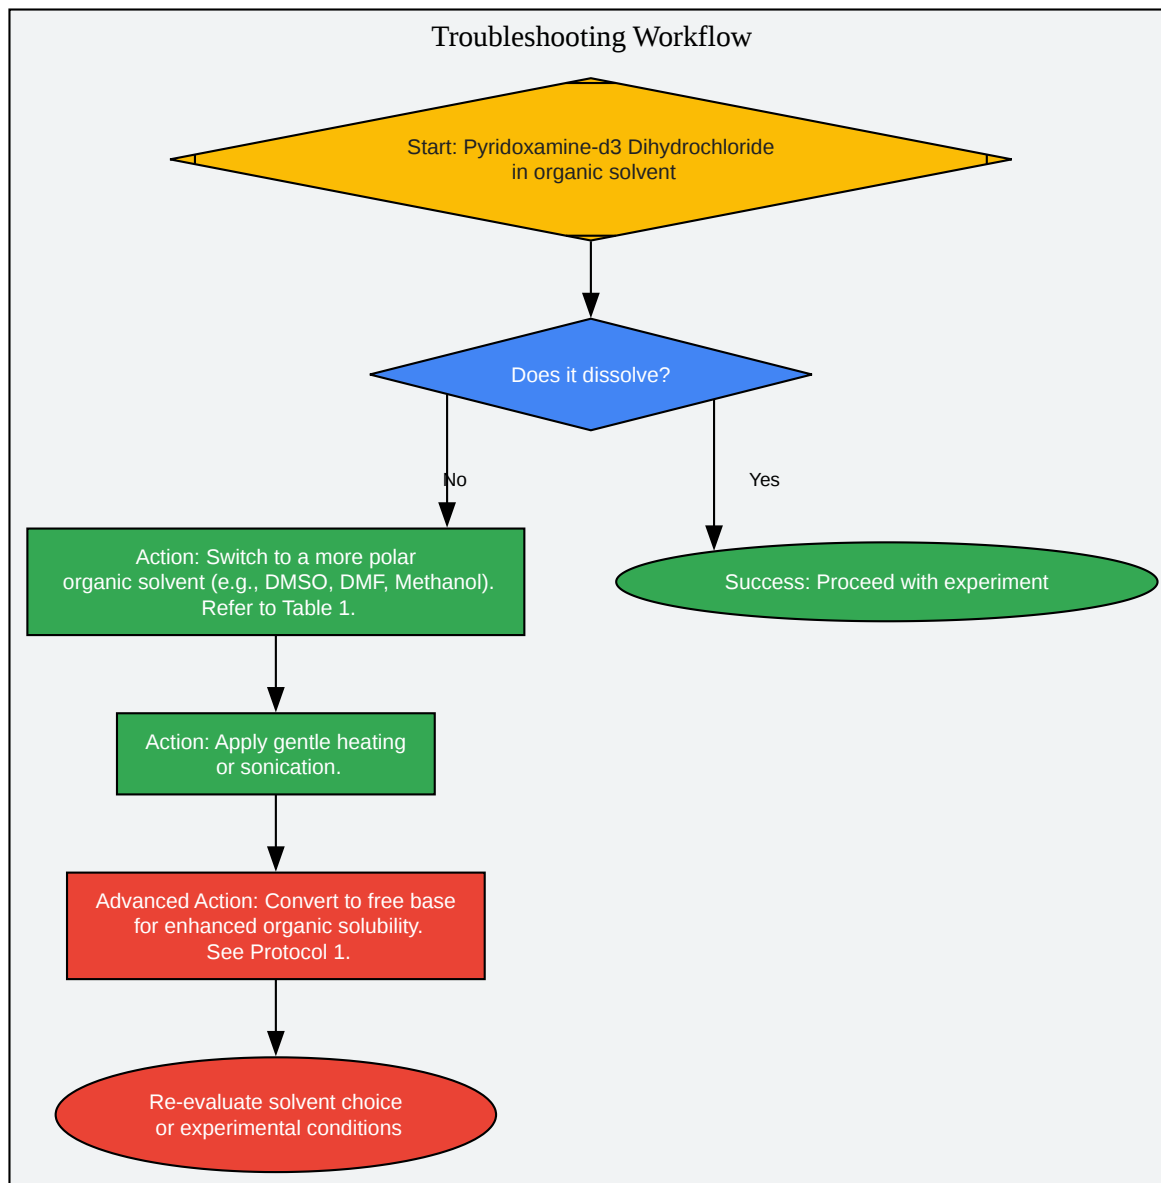 Troubleshooting Workflow
Start: Pyridoxamine-d3 Dihydrochloride
in organic solvent
Does it dissolve?
No
Yes
Action: Switch to a more polar
organic solvent (e.g., DMSO, DMF, Methanol).
Refer to Table 1.
Success: Proceed with experiment
Action: Apply gentle heating
or sonication.
Advanced Action: Convert to free base
for enhanced organic solubility.
See Protocol 1.
Re-evaluate solvent choice
or experimental conditions